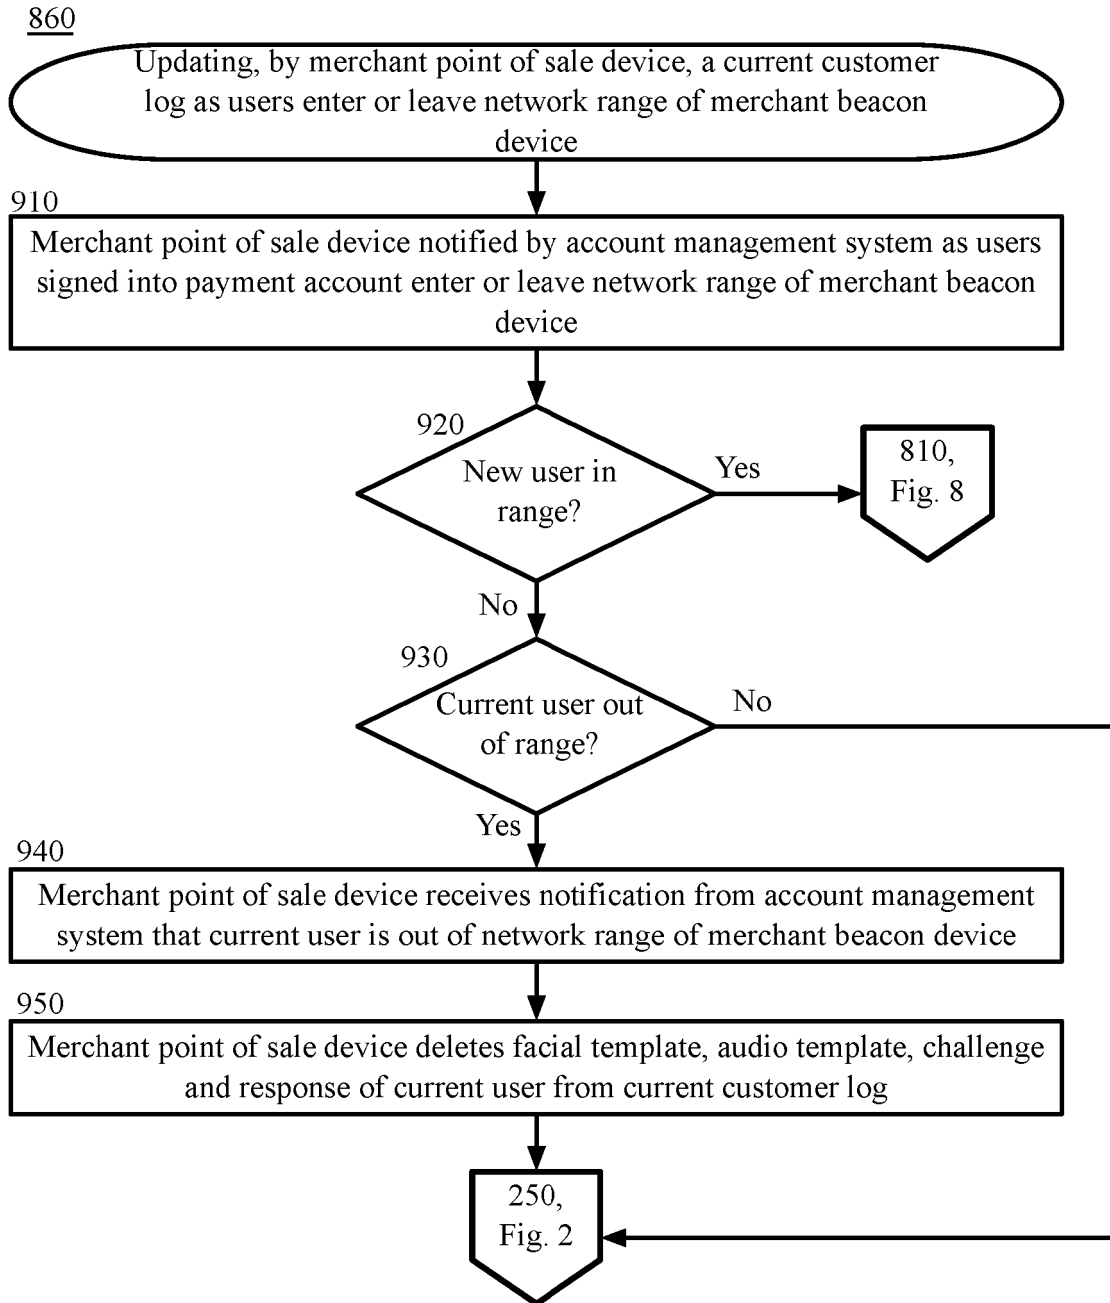 860
Updating, by merchant point of sale device, a current customer
log as users enter or leave network range of merchant beacon
device
910
Merchant point of sale device notified by account management system as users
signed into payment account enter or leave network range of merchant beacon
device
920
New user in
range?
Yes
810,
Fig. 8
No
930
Current user out
of range?
No
Yes
940
Merchant point of sale device receives notification from account management
system that current user is out of network range of merchant beacon device
950
Merchant point of sale device deletes facial template, audio template, challenge
and response of current user from current customer log
250,
Fig. 2